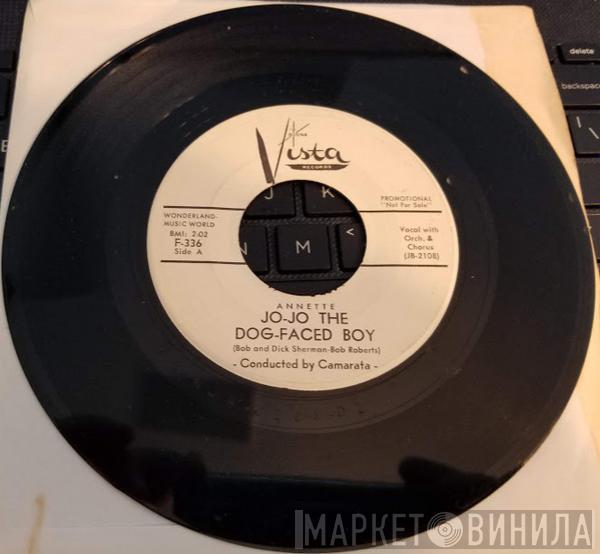 Vista
RECORDS
WONDERLAND-
MUSIC WORLD
BMI: 2:02
F-336
Side A
PROMOTIONAL
"Not For Sale"
Vocal with
Orch. &
Chorus
(JB-2108)
ANNETTE
JO-JO THE
DOG-FACED BOY
(Bob and Dick Sherman-Bob Roberts)
- Conducted by Camarata -
delete
backspace
J
K
N
M
<
\
МАРКЕТ ВИНИЛА